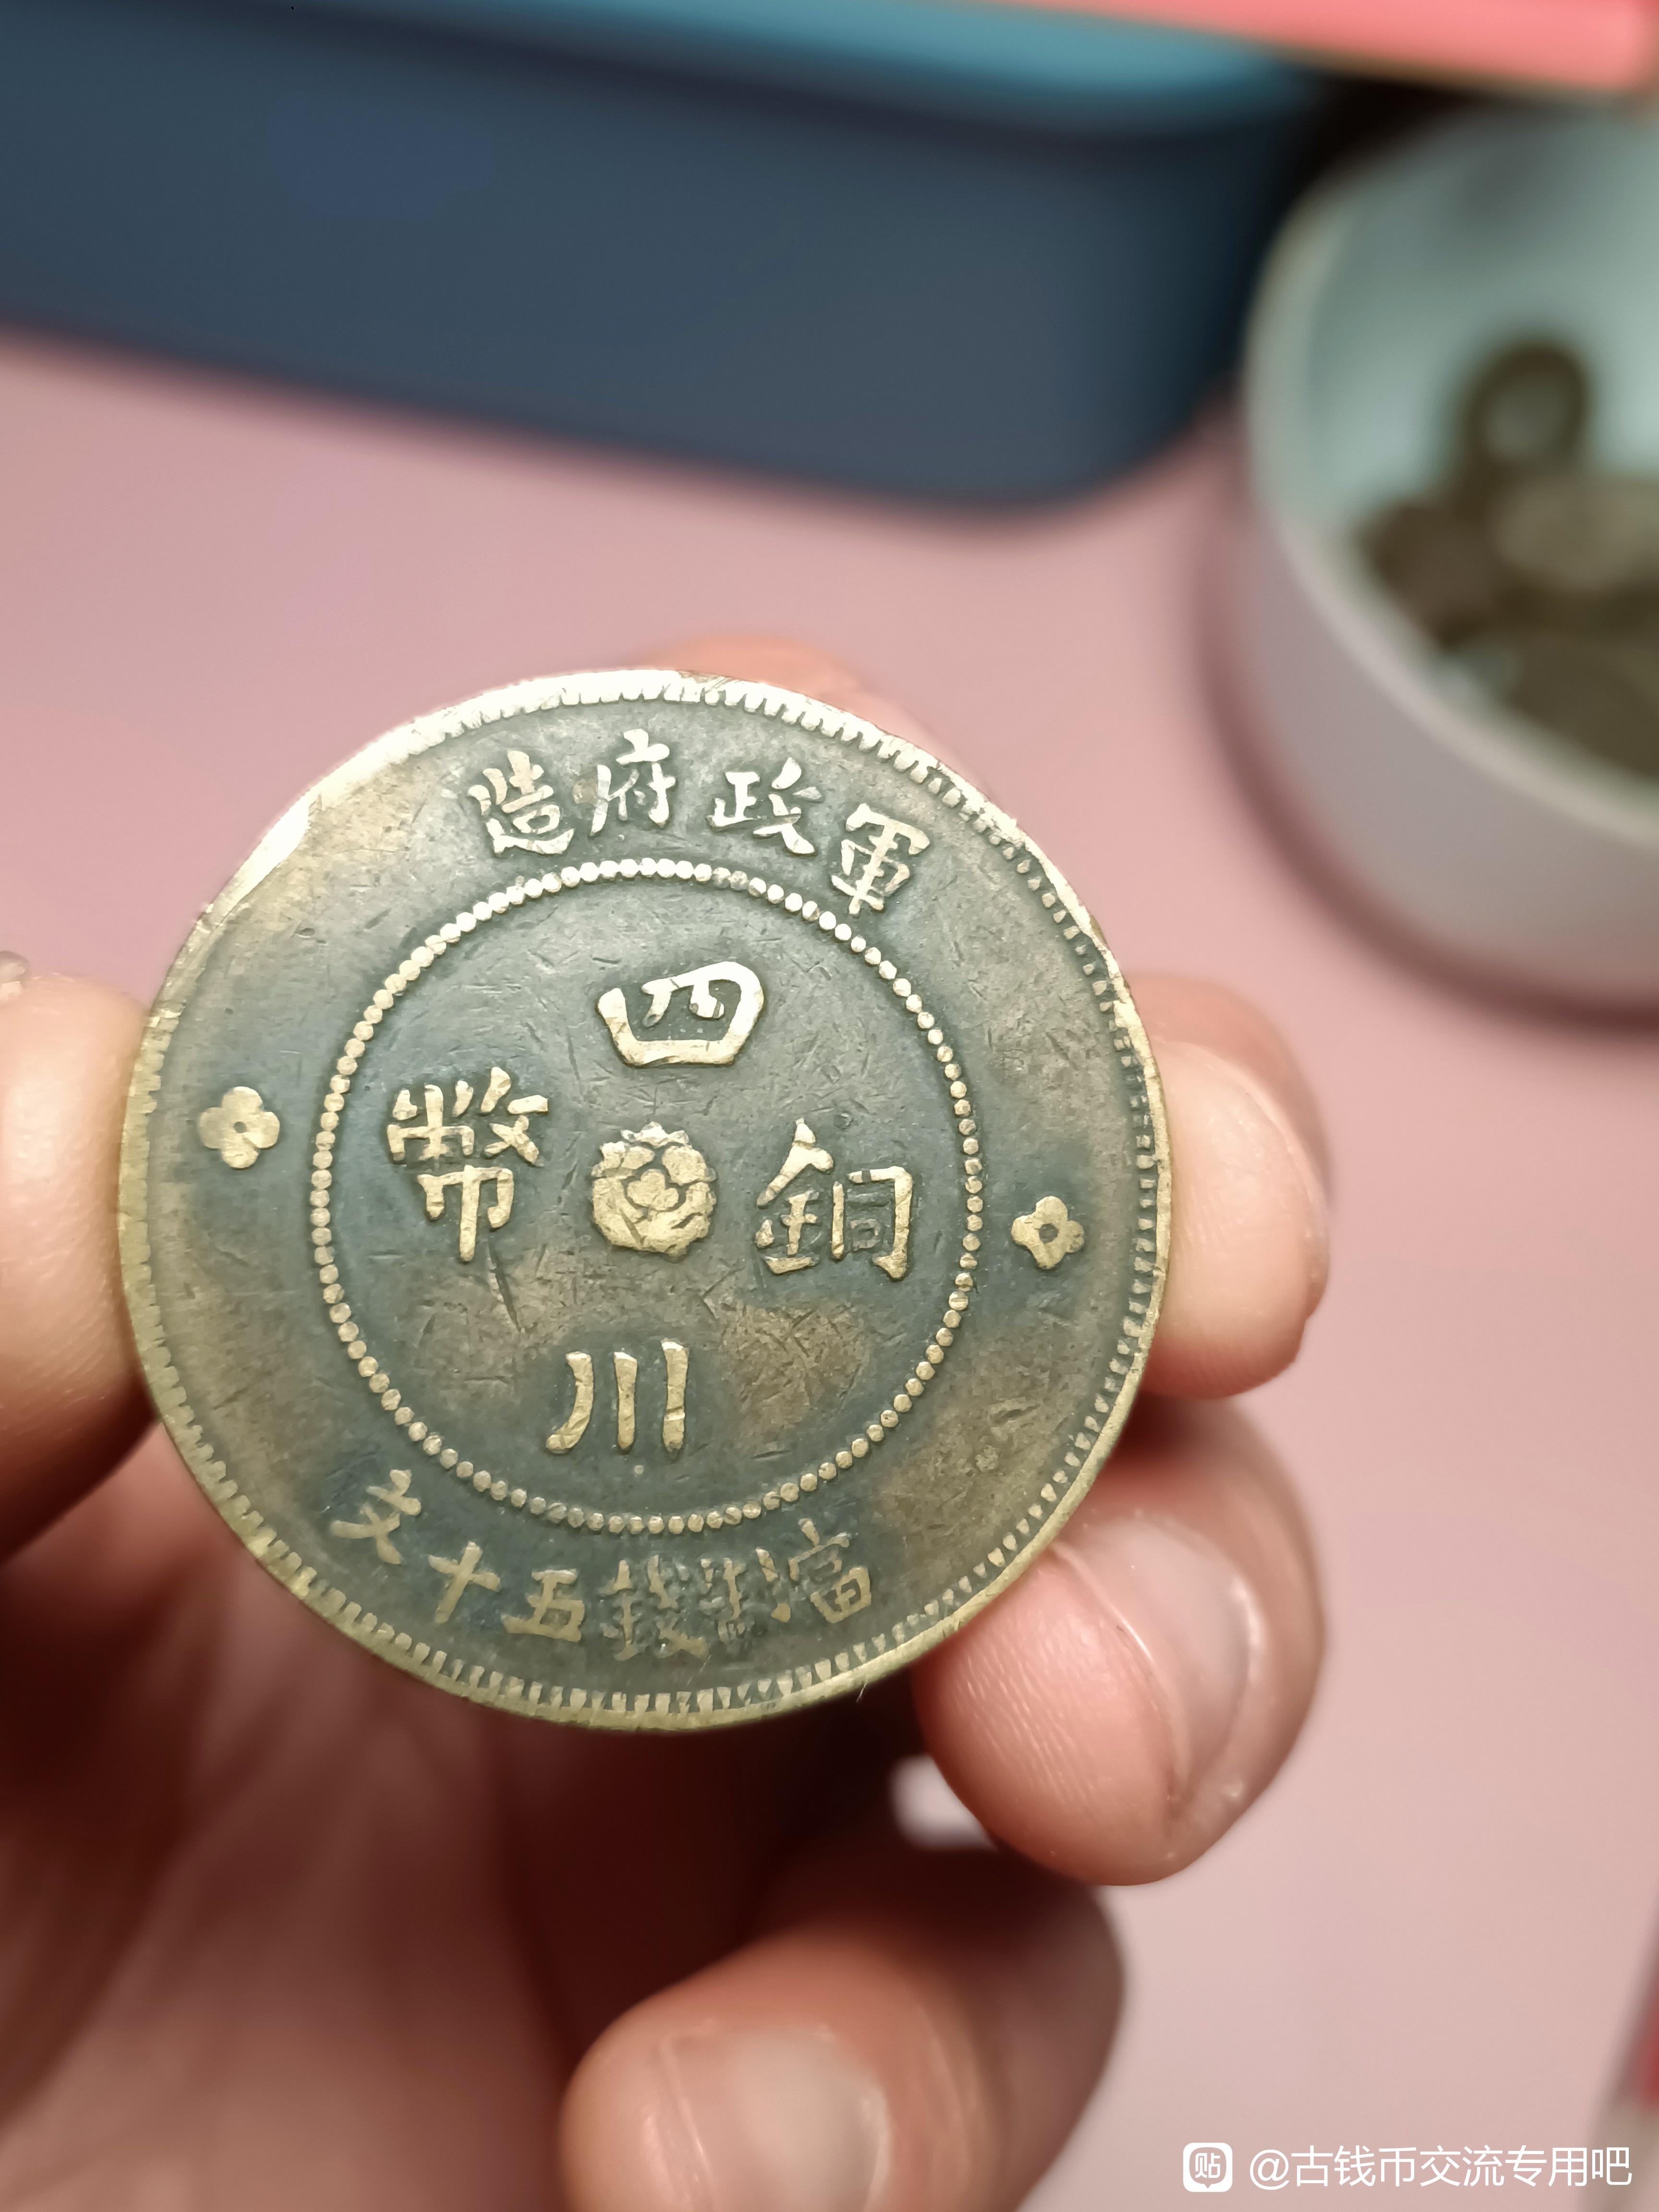 軍政府造
四川
銅幣
當制錢五十文
貼 @古钱币交流专用吧